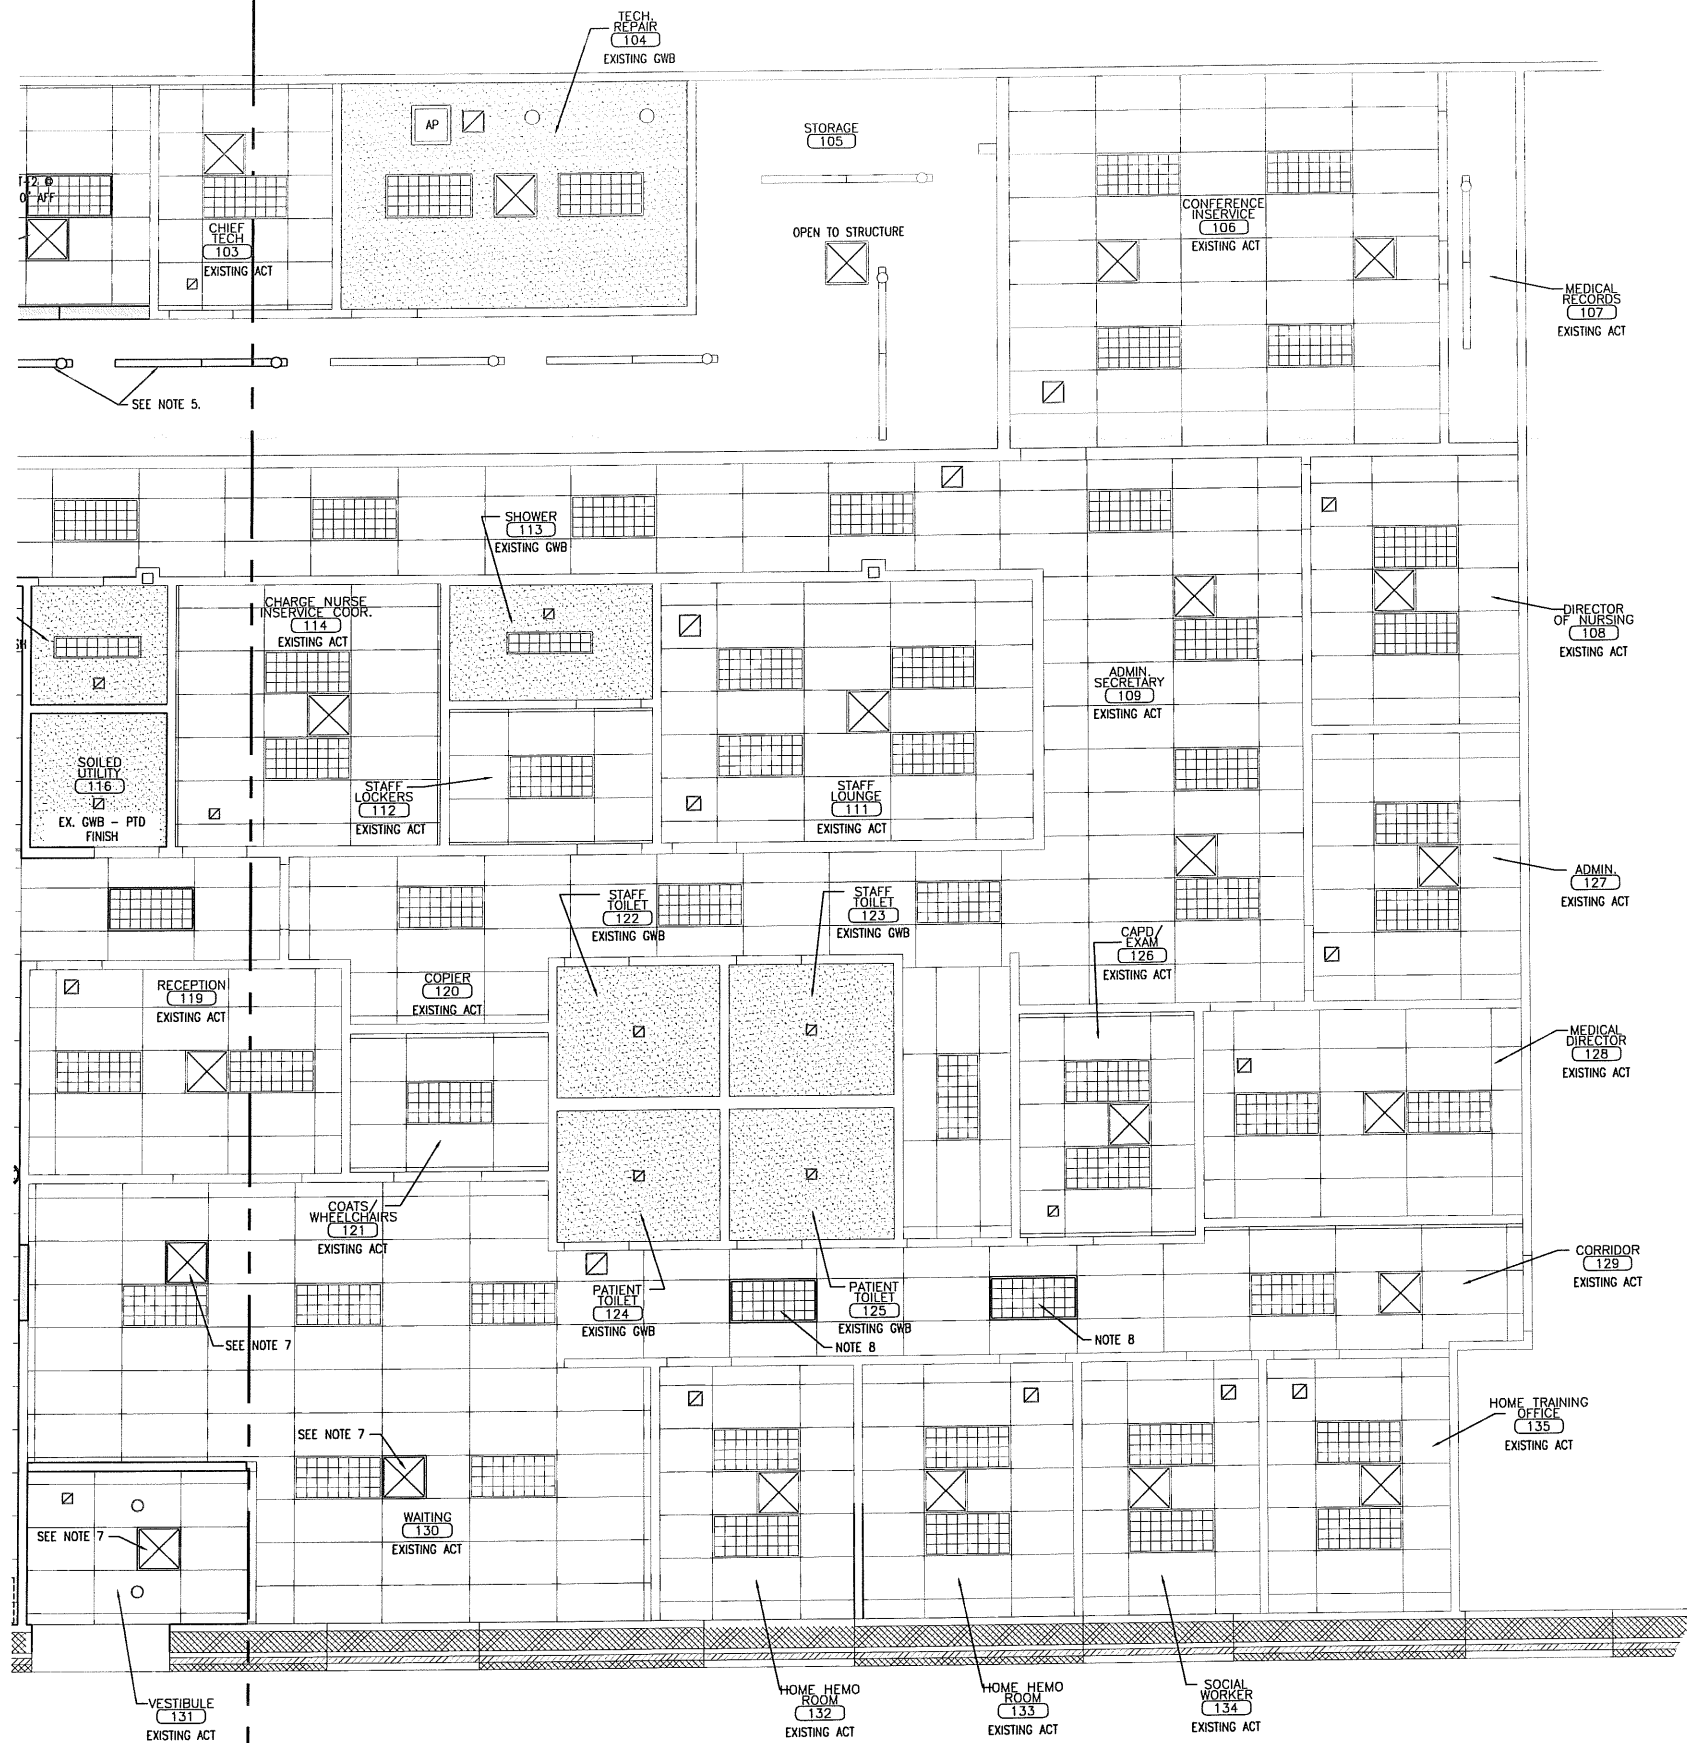 TECH.
REPAIR
104
EXISTING GWB
AP
STORAGE
105
T-2 @
0" AFF
CHIEF
TECH
103
EXISTING ACT
OPEN TO STRUCTURE
CONFERENCE
INSERVICE
106
EXISTING ACT
MEDICAL
RECORDS
107
EXISTING ACT
SEE NOTE 5.
SHOWER
113
EXISTING GWB
CHARGE NURSE
INSERVICE COOR.
114
EXISTING ACT
SH
DIRECTOR
OF NURSING
108
EXISTING ACT
ADMIN.
SECRETARY
109
EXISTING ACT
SOILED
UTILITY
116
EX. GWB - PTD
FINISH
STAFF
LOCKERS
112
EXISTING ACT
STAFF
LOUNGE
111
EXISTING ACT
ADMIN.
127
EXISTING ACT
STAFF
TOILET
122
EXISTING GWB
STAFF
TOILET
123
EXISTING GWB
CAPD/
EXAM
126
EXISTING ACT
RECEPTION
119
EXISTING ACT
COPIER
120
EXISTING ACT
MEDICAL
DIRECTOR
128
EXISTING ACT
COATS/
WHEELCHAIRS
121
EXISTING ACT
CORRIDOR
129
EXISTING ACT
PATIENT
TOILET
124
EXISTING GWB
PATIENT
TOILET
125
EXISTING GWB
SEE NOTE 7
NOTE 8
NOTE 8
HOME TRAINING
OFFICE
135
EXISTING ACT
SEE NOTE 7
WAITING
130
EXISTING ACT
SEE NOTE 7
VESTIBULE
131
EXISTING ACT
HOME HEMO
ROOM
132
EXISTING ACT
HOME HEMO
ROOM
133
EXISTING ACT
SOCIAL
WORKER
134
EXISTING ACT